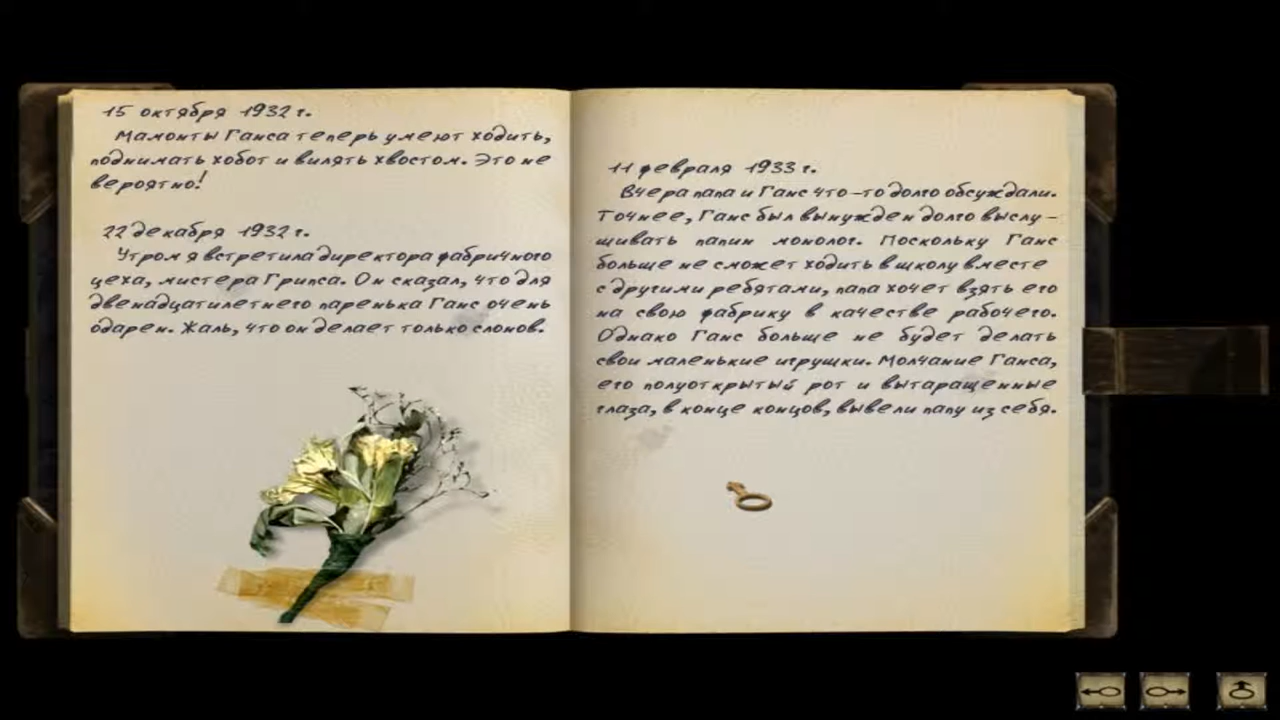 15 октября 1932 г.
Мамонты Ганса теперь умеют ходить,
поднимать хобот и вилять хвостом. Это не
вероятно!
22 декабря 1932 г.
Утром я встретила директора фабричного
цеха, мистера Грипса. Он сказал, что для
двенадцатилетнего паренька Ганс очень
одарен. Жаль, что он делает только слонов.
11 февраля 1933 г.
Вчера папа и Ганс что-то долго обсуждали.
Точнее, Ганс был вынужден долго выслу-
шивать папин монолог. Поскольку Ганс
больше не сможет ходить в школу вместе
с другими ребятами, папа хочет взять его
на свою фабрику в качестве рабочего.
Однако Ганс больше не будет делать
свои маленькие игрушки. Молчание Ганса,
его полуоткрытый рот и вытаращенные
глаза, в конце концов, вывели папу из себя.